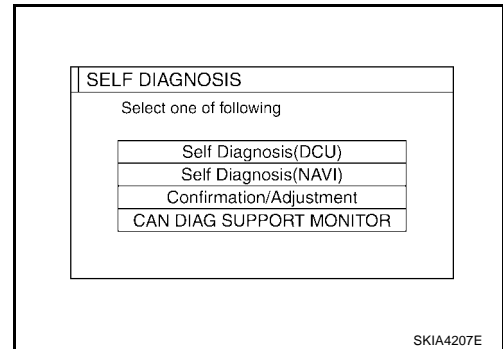 SELF DIAGNOSIS
Select one of following
Self Diagnosis(DCU)
Self Diagnosis(NAVI)
Confirmation/Adjustment
CAN DIAG SUPPORT MONITOR
SKIA4207E